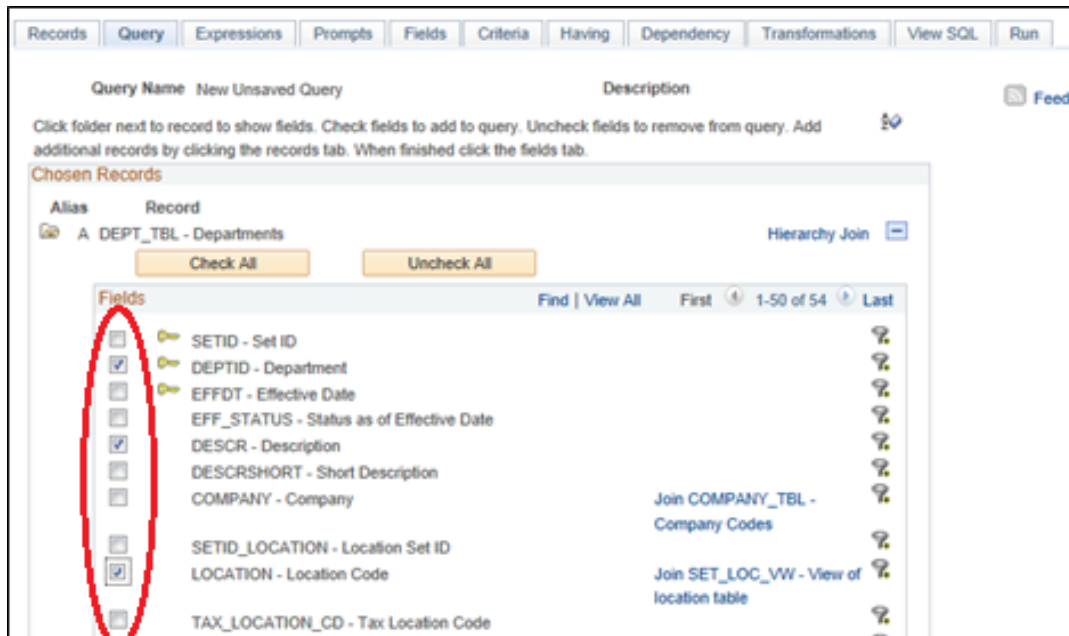 Records Query Expressions Prompts Fields Criteria Having Dependency Transformations View SQL Run
Query Name New Unsaved Query Description
Feed
Click folder next to record to show fields. Check fields to add to query. Uncheck fields to remove from query. Add
additional records by clicking the records tab. When finished click the fields tab.
Chosen Records
Alias Record
A DEPT_TBL - Departments Hierarchy Join
Check All Uncheck All
Fields Find | View All First 1-50 of 54 Last
SETID - Set ID
DEPTID - Department
EFFDT - Effective Date
EFF_STATUS - Status as of Effective Date
DESCR - Description
DESCRSHORT - Short Description
COMPANY - Company Join COMPANY_TBL -
Company Codes
SETID_LOCATION - Location Set ID
LOCATION - Location Code Join SET_LOC_VW - View of
location table
TAX_LOCATION_CD - Tax Location Code